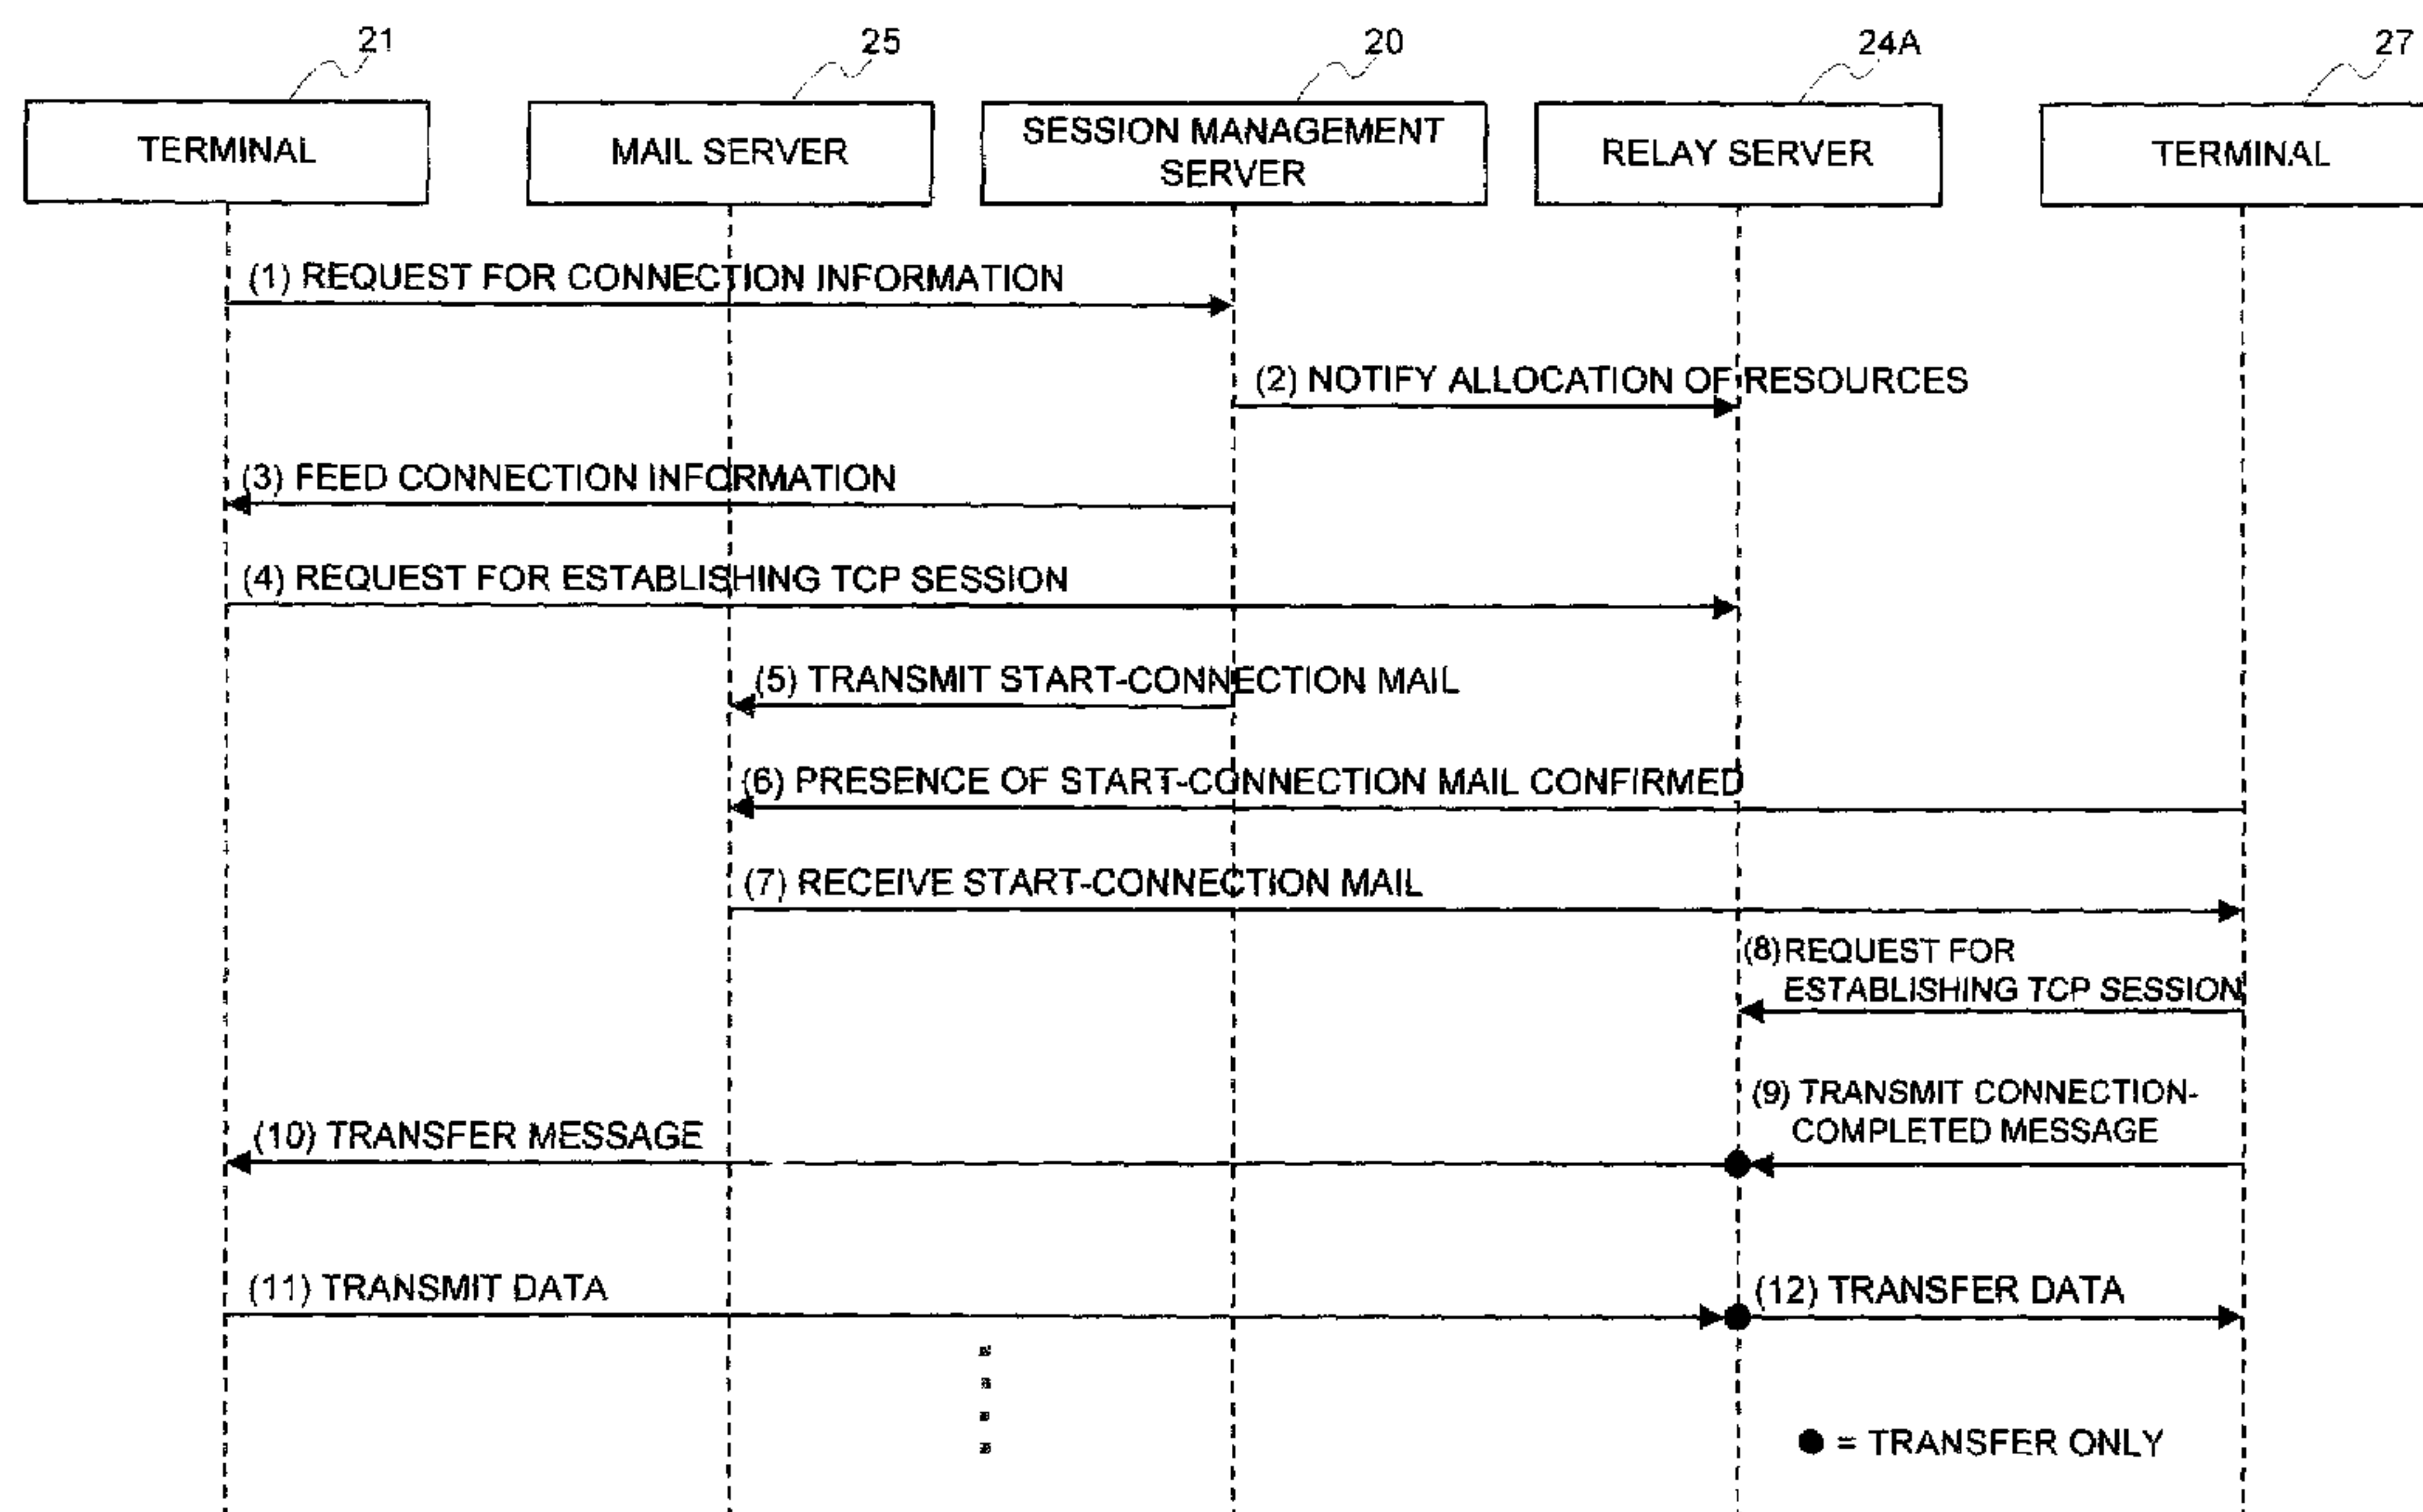 21
25
20
24A
27
TERMINAL
MAIL SERVER
SESSION MANAGEMENT
SERVER
RELAY SERVER
TERMINAL
(1) REQUEST FOR CONNECTION INFORMATION
(2) NOTIFY ALLOCATION OF RESOURCES
(3) FEED CONNECTION INFORMATION
(4) REQUEST FOR ESTABLISHING TCP SESSION
(5) TRANSMIT START-CONNECTION MAIL
(6) PRESENCE OF START-CONNECTION MAIL CONFIRMED
(7) RECEIVE START-CONNECTION MAIL
(8) REQUEST FOR
ESTABLISHING TCP SESSION
(9) TRANSMIT CONNECTION-
COMPLETED MESSAGE
(10) TRANSFER MESSAGE
(11) TRANSMIT DATA
(12) TRANSFER DATA
● = TRANSFER ONLY